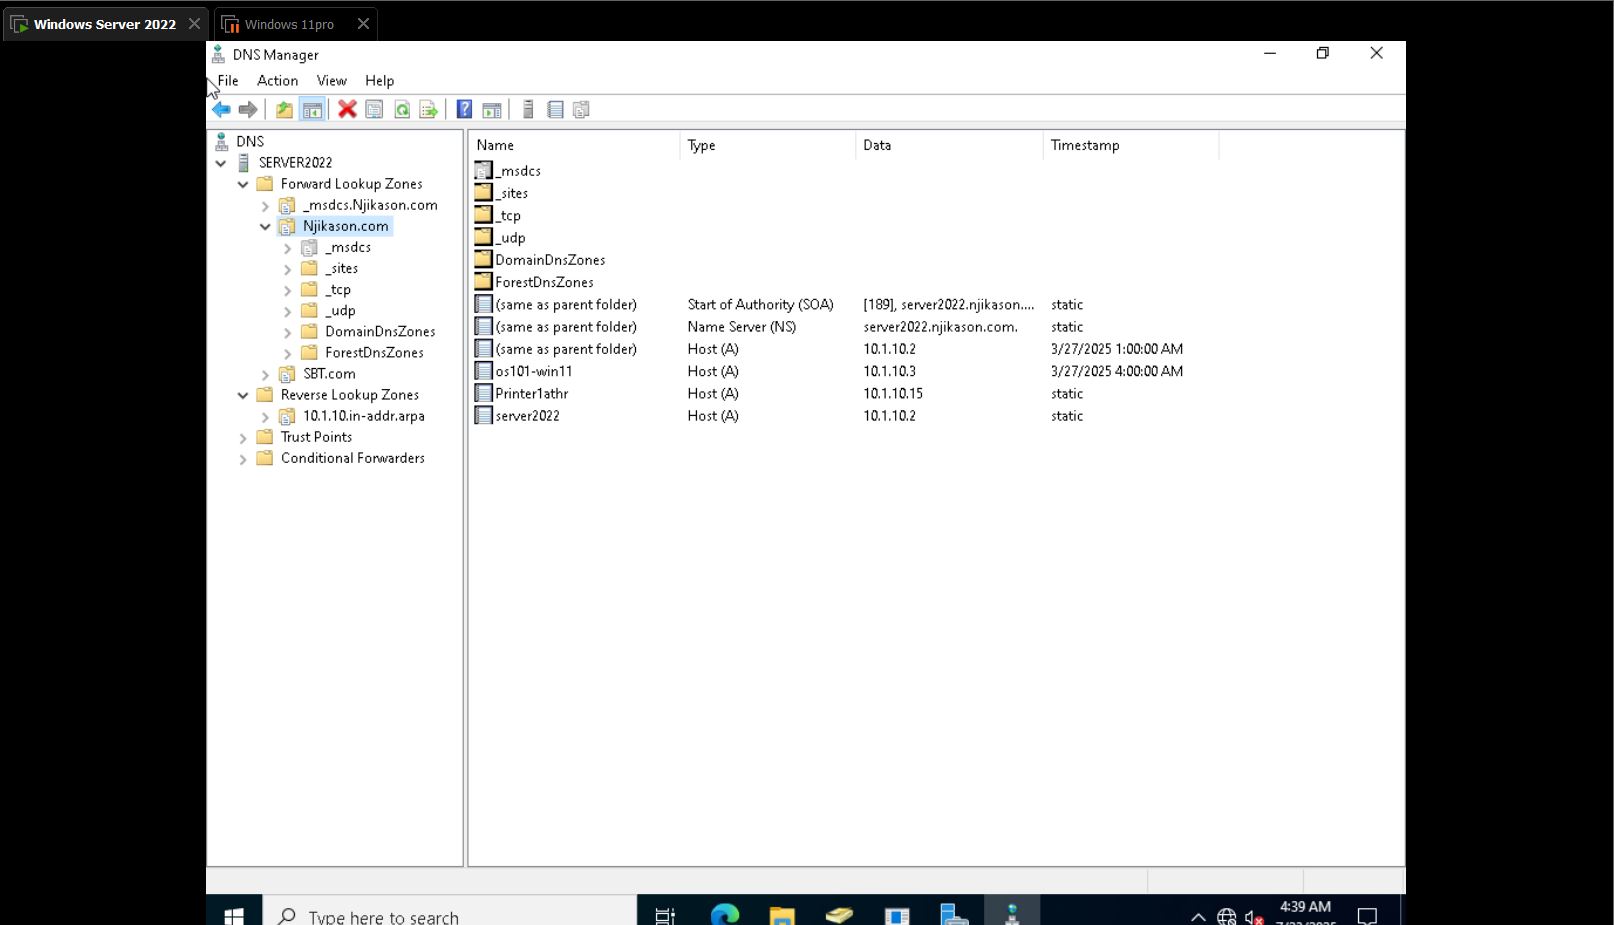 Windows Server 2022
Windows 11pro
DNS Manager
File Action View Help
DNS
SERVER2022
Forward Lookup Zones
_msdcs.Njikason.com
Njikason.com
_msdcs
_sites
_tcp
_udp
DomainDnsZones
ForestDnsZones
SBT.com
Reverse Lookup Zones
10.1.10.in-addr.arpa
Trust Points
Conditional Forwarders
Name Type Data Timestamp
_msdcs
_sites
_tcp
_udp
DomainDnsZones
ForestDnsZones
(same as parent folder) Start of Authority (SOA) [189], server2022.njikason.... static
(same as parent folder) Name Server (NS) server2022.njikason.com. static
(same as parent folder) Host (A) 10.1.10.2 3/27/2025 1:00:00 AM
os101-win11 Host (A) 10.1.10.3 3/27/2025 4:00:00 AM
Printer1athr Host (A) 10.1.10.15 static
server2022 Host (A) 10.1.10.2 static
Type here to search
4:39 AM